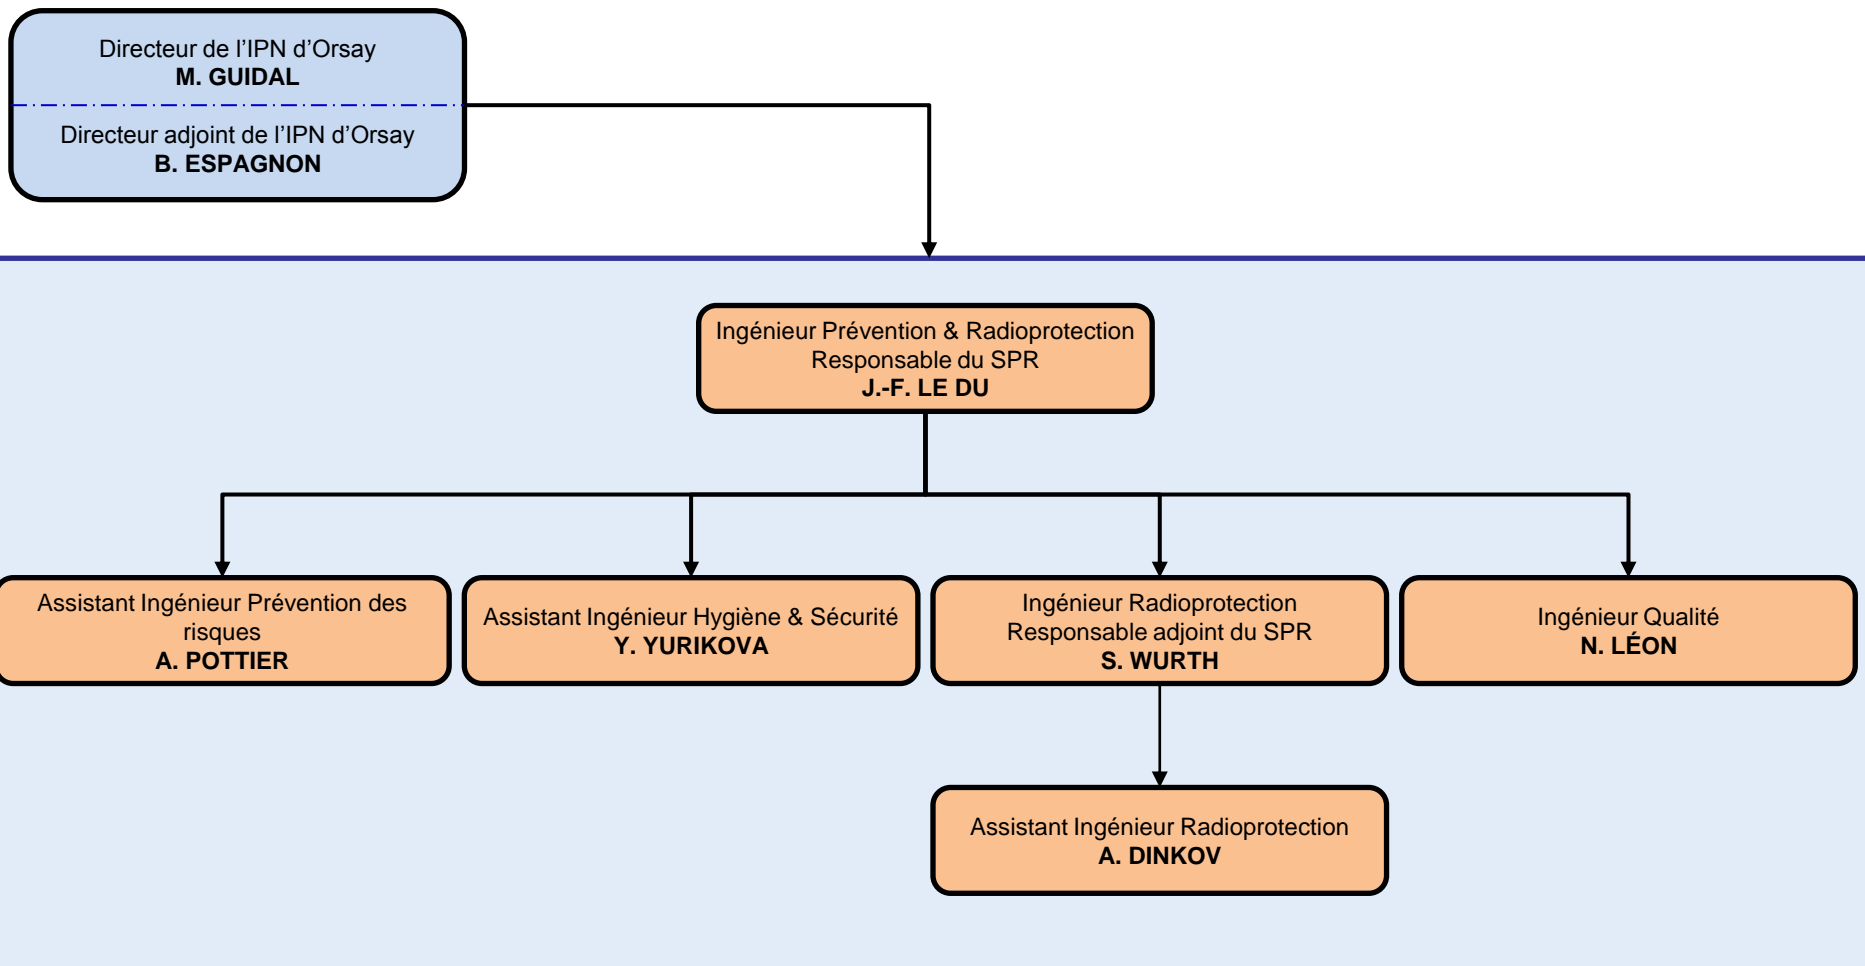 Directeur de l’IPN d’Orsay
M. GUIDAL
Directeur adjoint de l’IPN d’Orsay
B. ESPAGNON
Ingénieur Prévention & Radioprotection
Responsable du SPR
J.-F. LE DU
Assistant Ingénieur Prévention des
risques
A. POTTIER
Assistant Ingénieur Hygiène & Sécurité
Y. YURIKOVA
Ingénieur Radioprotection
Responsable adjoint du SPR
S. WURTH
Ingénieur Qualité
N. LÉON
Assistant Ingénieur Radioprotection
A. DINKOV